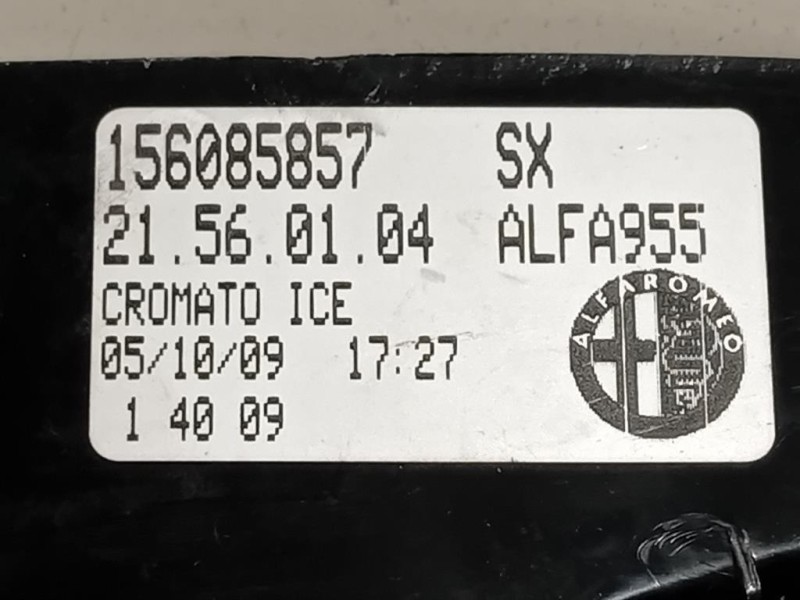 156085857 SX
21.56.01.04 ALFA955
CROMATO ICE
05/10/09 17:27
1 40 09
ALFA ROMEO